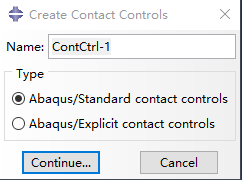 Create Contact Controls
Name: ContCtrl-1
Type
Abaqus/Standard contact controls
Abaqus/Explicit contact controls
Continue... Cancel